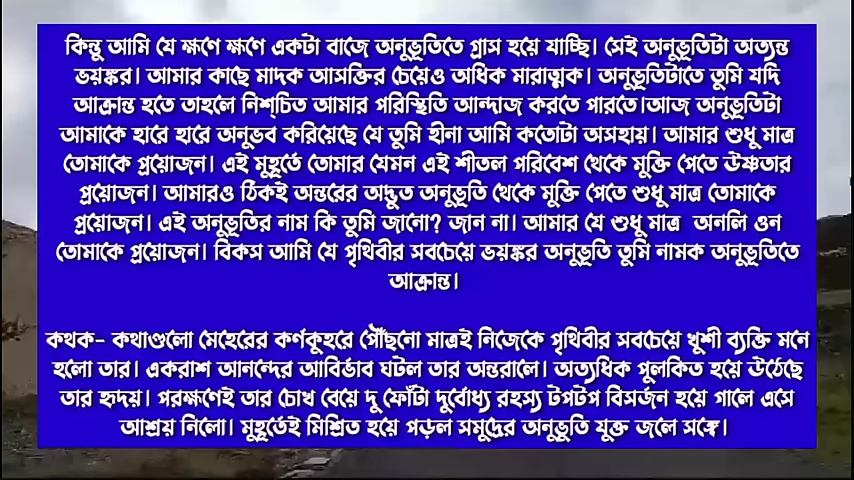 কিন্তু আমি যে ক্ষণে ক্ষণে একটা বাজে অনুভূতিতে গ্রাস হয়ে যাচ্ছি। সেই অনুভূতিটা অত্যন্ত
ভয়ঙ্কর। আমার কাছে মাদক আসক্তির চেয়েও অধিক মারাত্মক। অনুভূতিটাতে তুমি যদি
আক্রান্ত হতে তাহলে নিশ্চিত আমার পরিস্থিতি আন্দাজ করতে পারতে।আজ অনুভূতিটা
আমাকে হারে হারে অনুভব করিয়েছে যে তুমি হীনা আমি কতোটা অসহায়। আমার শুধু মাত্র
তোমাকে প্রয়োজন। এই মুহূর্তে তোমার যেমন এই শীতল পরিবেশ থেকে মুক্তি পেতে উষ্ণতার
প্রয়োজন। আমারও ঠিকই অন্তরের অদ্ভুত অনুভূতি থেকে মুক্তি পেতে শুধু মাত্র তোমাকে
প্রয়োজন। এই অনুভূতির নাম কি তুমি জানো? জান না। আমার যে শুধু মাত্র অনলি ওন
তোমাকে প্রয়োজন। বিকস আমি যে পৃথিবীর সবচেয়ে ভয়ঙ্কর অনুভূতি তুমি নামক অনুভূতিতে
আক্রান্ত।
কথক- কথাগুলো মেহেরের কর্ণকুহরে পৌঁছনো মাত্রই নিজেকে পৃথিবীর সবচেয়ে খুশী ব্যক্তি মনে
হলো তার। একরাশ আনন্দের আবির্ভাব ঘটল তার অন্তরালে। অত্যধিক পুলকিত হয়ে উঠেছে
তার হৃদয়। পরক্ষণেই তার চোখ বেয়ে দু ফোঁটা দুর্বোধ্য রহস্য টপটপ বিসর্জন হয়ে গালে এসে
আশ্রয় নিলো। মুহূর্তেই মিশ্রিত হয়ে পড়ল সমুদ্রের অনুভূতি যুক্ত জলে সঙ্গে।